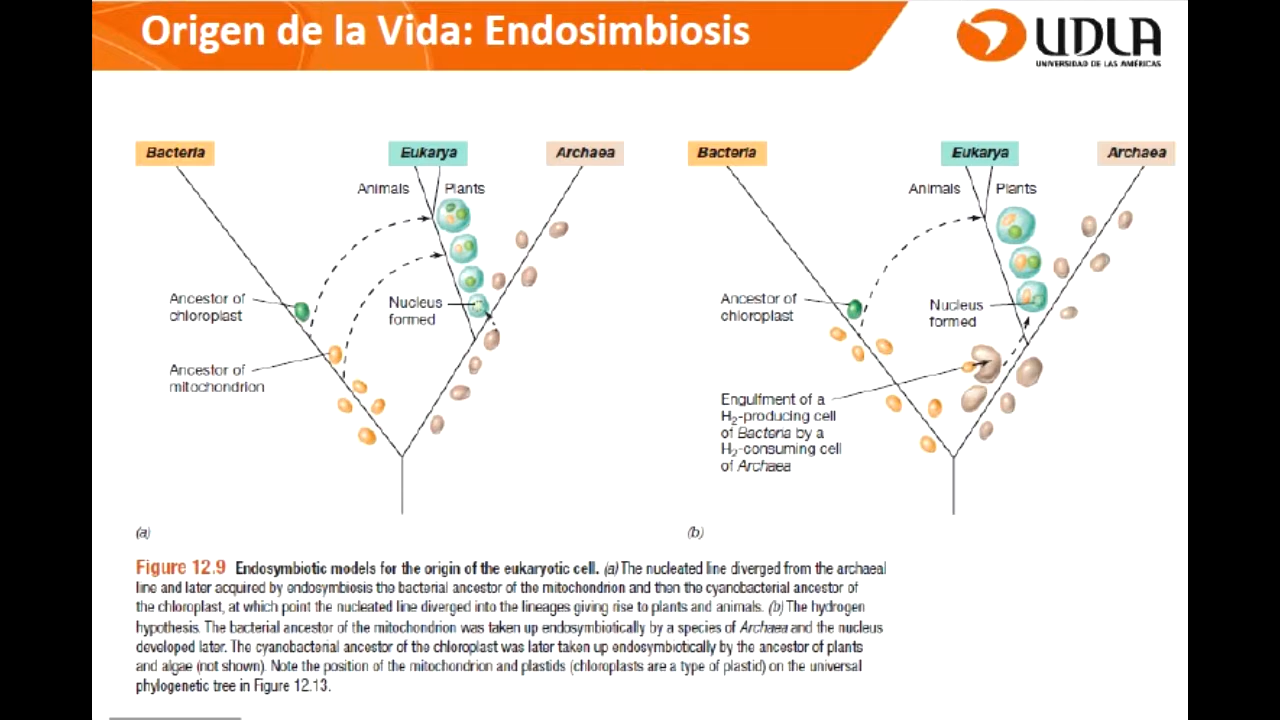 Origen de la Vida: Endosimbiosis
UDLA
UNIVERSIDAD DE LAS AMÉRICAS
Bacteria
Eukarya
Archaea
Animals
Plants
Ancestor of
chloroplast
Nucleus
formed
Ancestor of
mitochondrion
(a)
Bacteria
Eukarya
Archaea
Animals
Plants
Ancestor of
chloroplast
Nucleus
formed
Engulfment of a
H₂-producing cell
of Bacteria by a
H₂-consuming cell
of Archaea
(b)
Figure 12.9 Endosymbiotic models for the origin of the eukaryotic cell. (a) The nucleated line diverged from the archaeal
line and later acquired by endosymbiosis the bacterial ancestor of the mitochondrion and then the cyanobacterial ancestor of
the chloroplast, at which point the nucleated line diverged into the lineages giving rise to plants and animals. (b) The hydrogen
hypothesis. The bacterial ancestor of the mitochondrion was taken up endosymbiotically by a species of Archaea and the nucleus
developed later. The cyanobacterial ancestor of the chloroplast was later taken up endosymbiotically by the ancestor of plants
and algae (not shown). Note the position of the mitochondrion and plastids (chloroplasts are a type of plastid) on the universal
phylogenetic tree in Figure 12.13.